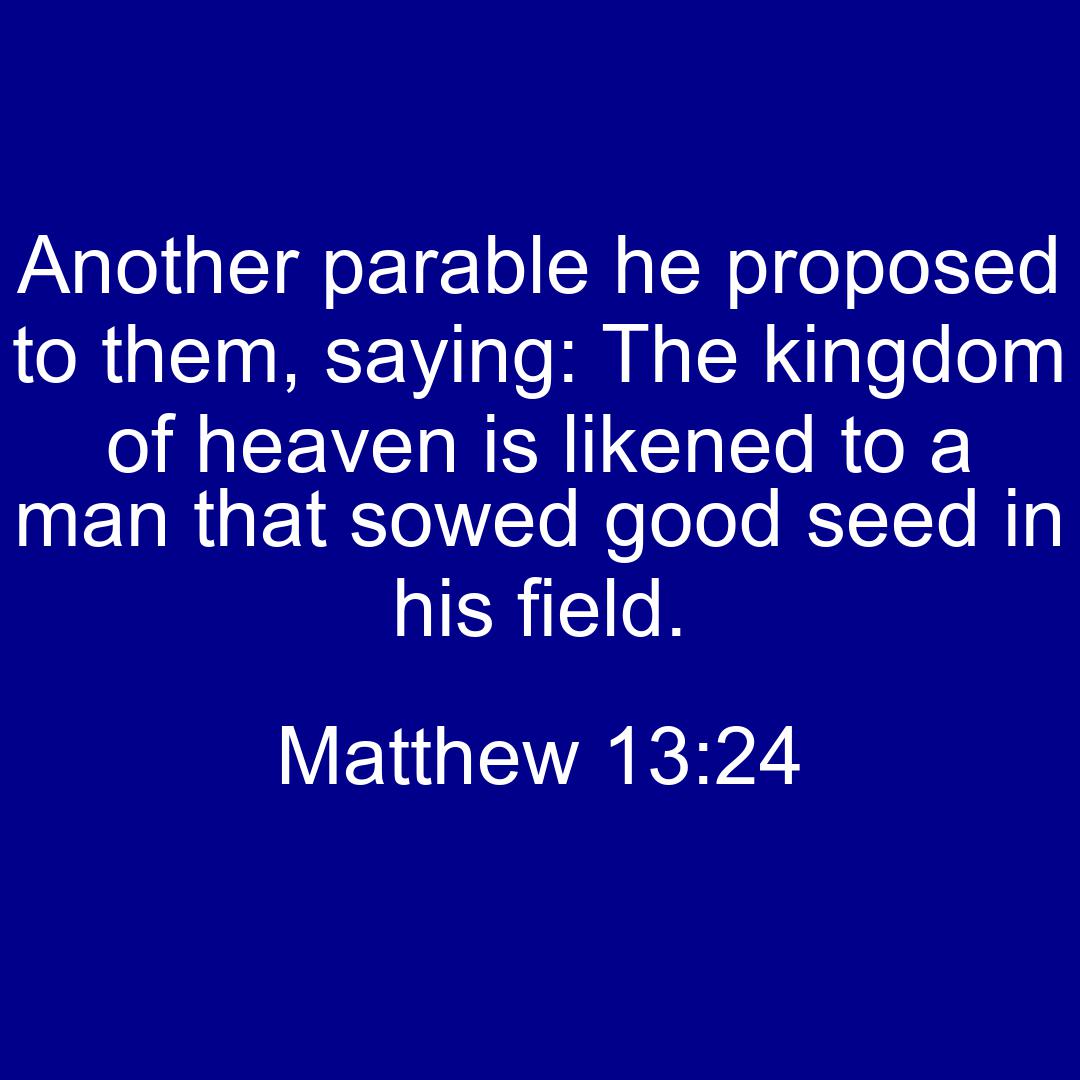 Another parable he proposed
to them, saying: The kingdom
of heaven is likened to a
man that sowed good seed in
his field.
Matthew 13:24